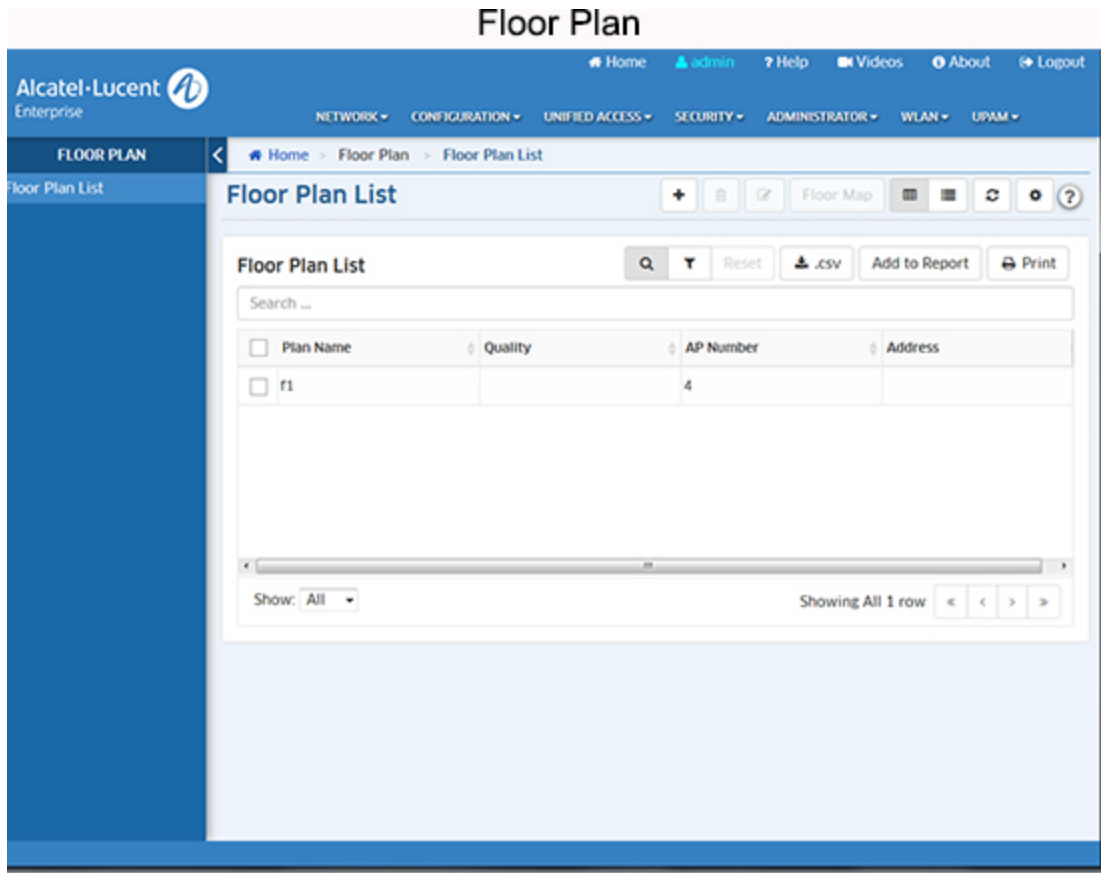 Floor Plan
Home admin ? Help Videos About Logout
Alcatel·Lucent
Enterprise
NETWORK CONFIGURATION UNIFIED ACCESS SECURITY ADMINISTRATOR WLAN UPAM
FLOOR PLAN
Home > Floor Plan > Floor Plan List
Floor Plan List
Floor Plan List
Floor Map ?
Floor Plan List
Reset .csv Add to Report Print
Search ...
Plan Name Quality AP Number Address
f1 4
Show: All
Showing All 1 row « < > »